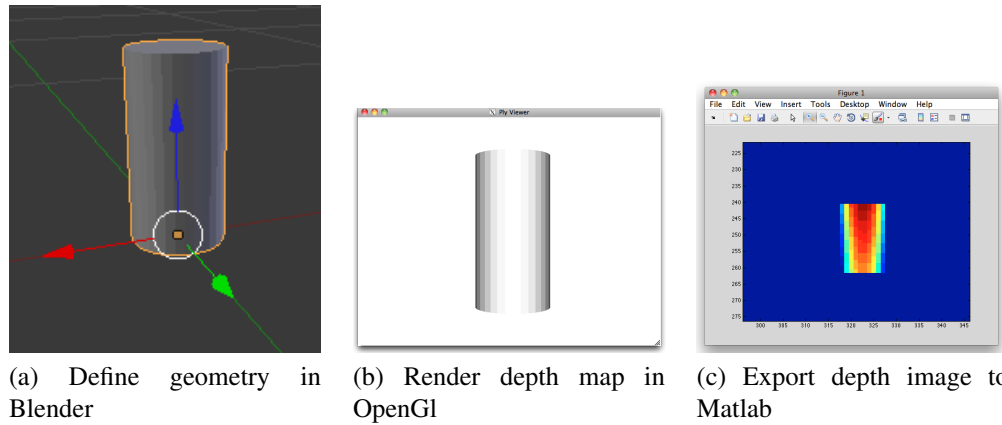 Ply Viewer
Figure 1
File Edit View Insert Tools Desktop Window Help
225
230
235
240
245
250
255
260
265
270
275
300 305 310 315 320 325 330 335 340 345
(a) Define geometry in
Blender
(b) Render depth map in
OpenGl
(c) Export depth image to
Matlab